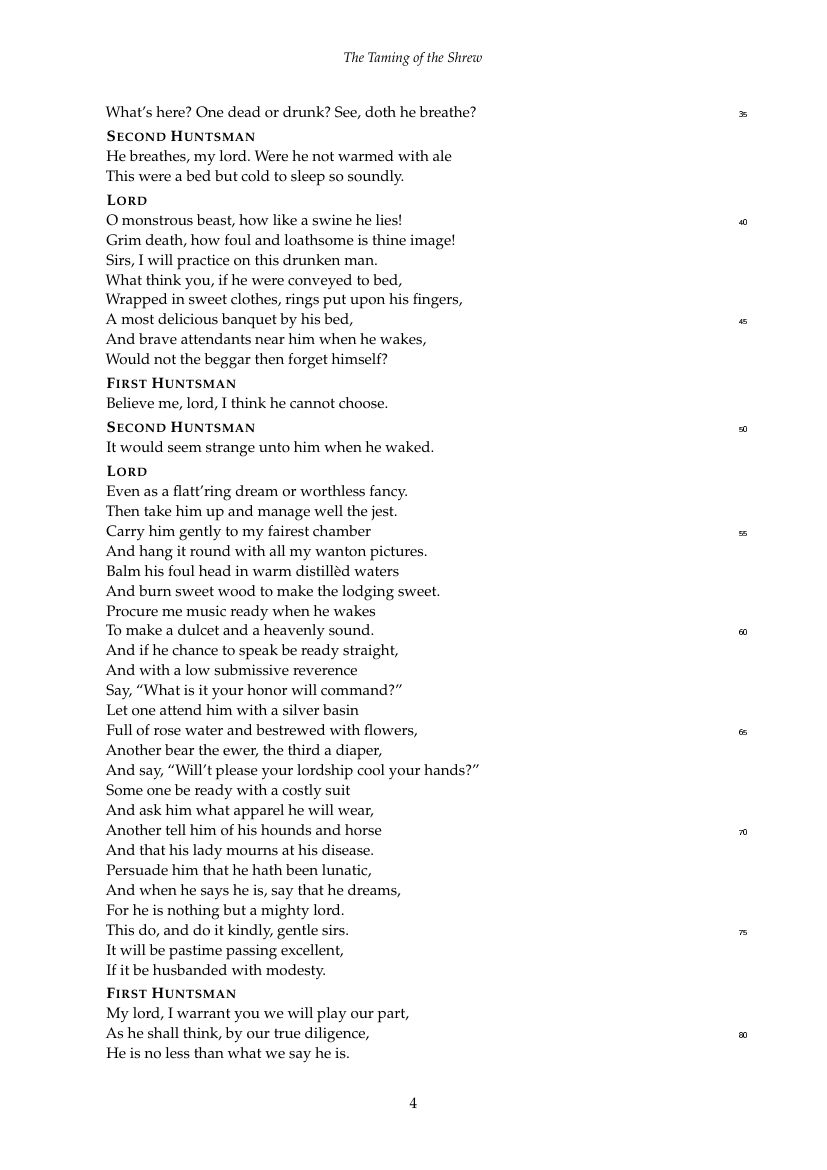 The Taming of the Shrew
What's here? One dead or drunk? See, doth he breathe? 35
SECOND HUNTSMAN
He breathes, my lord. Were he not warmed with ale
This were a bed but cold to sleep so soundly.
LORD
O monstrous beast, how like a swine he lies! 40
Grim death, how foul and loathsome is thine image!
Sirs, I will practice on this drunken man.
What think you, if he were conveyed to bed,
Wrapped in sweet clothes, rings put upon his fingers,
A most delicious banquet by his bed, 45
And brave attendants near him when he wakes,
Would not the beggar then forget himself?
FIRST HUNTSMAN
Believe me, lord, I think he cannot choose.
SECOND HUNTSMAN 50
It would seem strange unto him when he waked.
LORD
Even as a flatt'ring dream or worthless fancy.
Then take him up and manage well the jest.
Carry him gently to my fairest chamber 55
And hang it round with all my wanton pictures.
Balm his foul head in warm distillèd waters
And burn sweet wood to make the lodging sweet.
Procure me music ready when he wakes
To make a dulcet and a heavenly sound. 60
And if he chance to speak be ready straight,
And with a low submissive reverence
Say, “What is it your honor will command?”
Let one attend him with a silver basin
Full of rose water and bestrewed with flowers, 65
Another bear the ewer, the third a diaper,
And say, “Will't please your lordship cool your hands?”
Some one be ready with a costly suit
And ask him what apparel he will wear,
Another tell him of his hounds and horse 70
And that his lady mourns at his disease.
Persuade him that he hath been lunatic,
And when he says he is, say that he dreams,
For he is nothing but a mighty lord.
This do, and do it kindly, gentle sirs. 75
It will be pastime passing excellent,
If it be husbanded with modesty.
FIRST HUNTSMAN
My lord, I warrant you we will play our part,
As he shall think, by our true diligence, 80
He is no less than what we say he is.
4